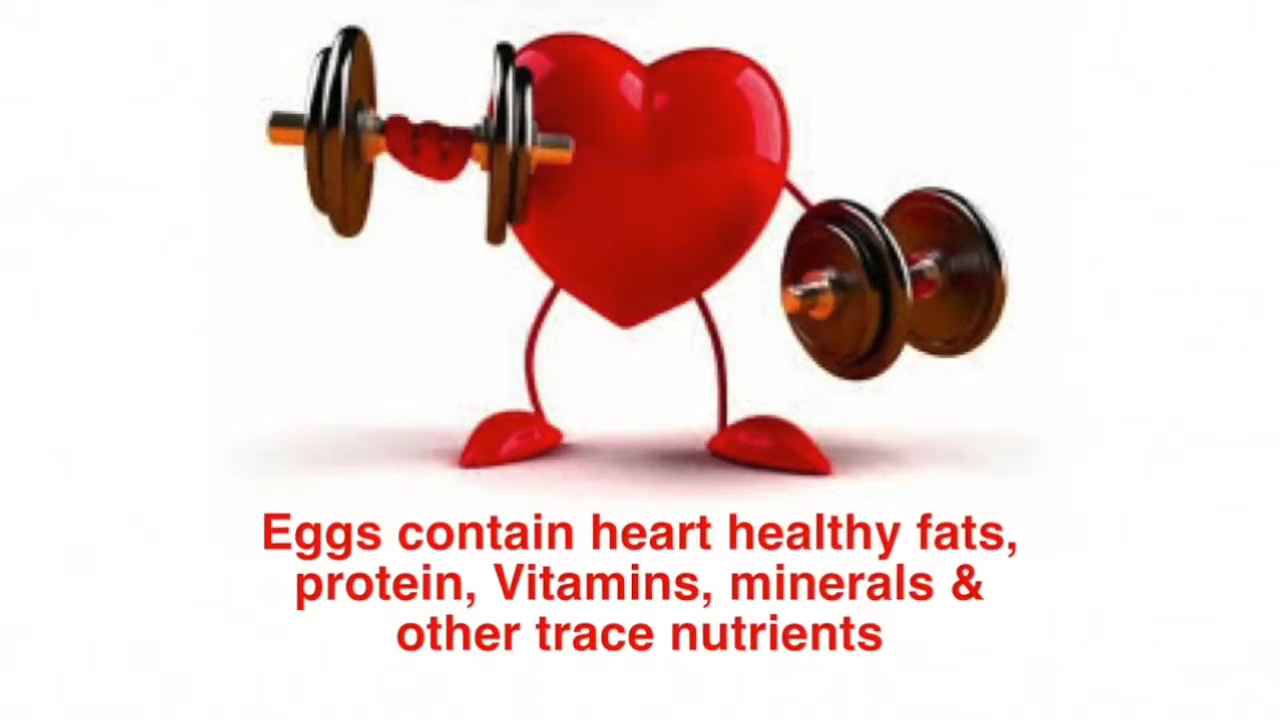 Eggs contain heart healthy fats,
protein, Vitamins, minerals &
other trace nutrients